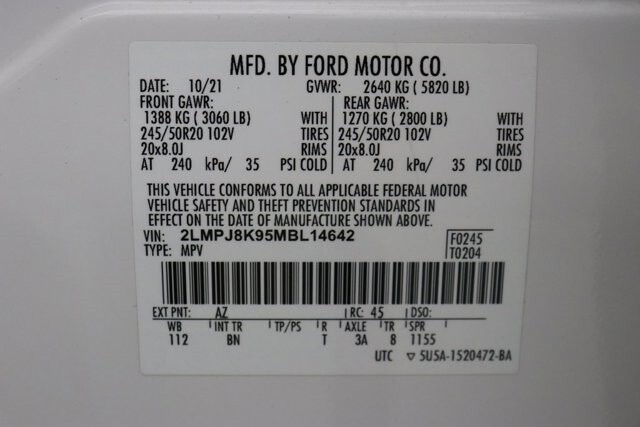 MFD. BY FORD MOTOR CO.
DATE: 10/21 GVWR: 2640 KG ( 5820 LB)
FRONT GAWR: REAR GAWR:
1388 KG ( 3060 LB) WITH 1270 KG ( 2800 LB) WITH
245/50R20 102V TIRES 245/50R20 102V TIRES
20x8.0J RIMS 20x8.0J RIMS
AT 240 kPa/ 35 PSI COLD AT 240 kPa/ 35 PSI COLD
THIS VEHICLE CONFORMS TO ALL APPLICABLE FEDERAL MOTOR
VEHICLE SAFETY AND THEFT PREVENTION STANDARDS IN
EFFECT ON THE DATE OF MANUFACTURE SHOWN ABOVE.
VIN: 2LMPJ8K95MBL14642 F0245
TYPE: MPV T0204
EXT PNT: AZ RC: 45 DSO:
WB INT TR TP/PS R AXLE TR SPR
112 BN T 3A 8 1155
UTC ▽ 5U5A-1520472-BA